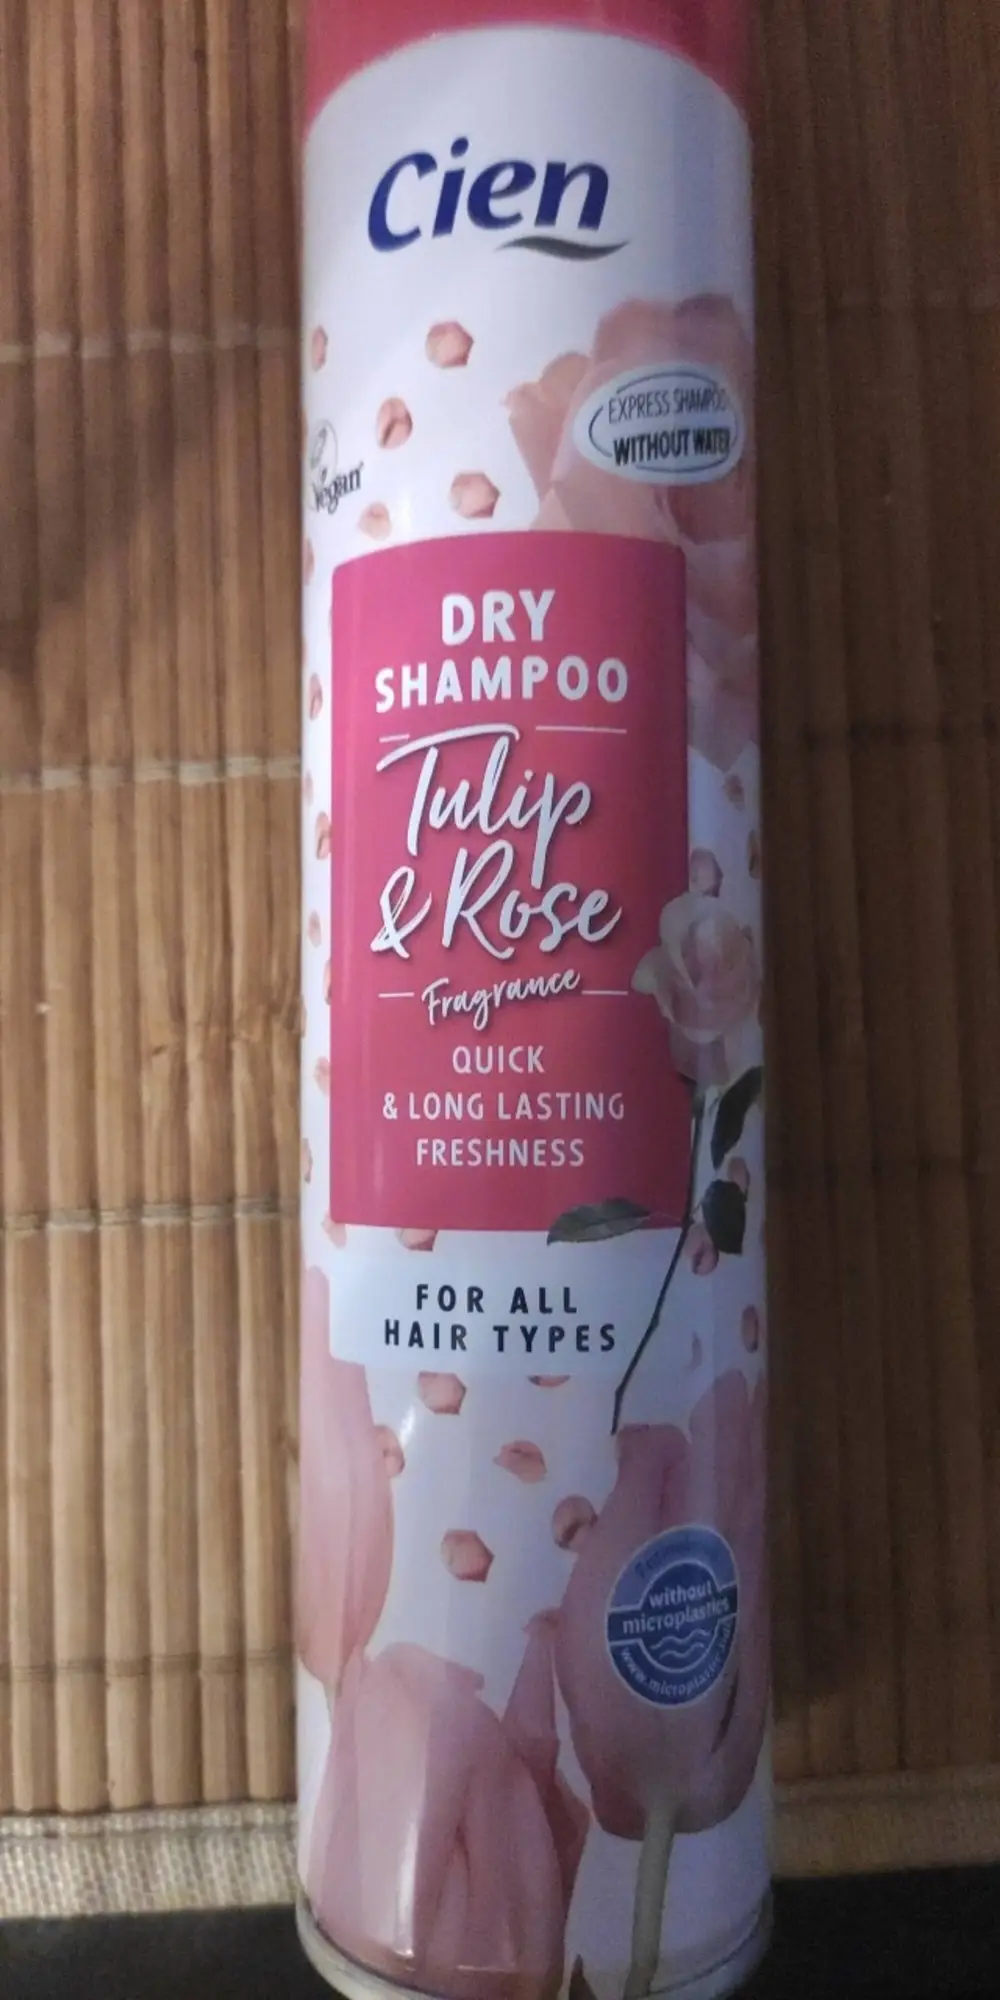 Cien
EXPRESS SHAMPOO
WITHOUT WATER
Vegan
DRY
SHAMPOO
Tulip
& Rose
Fragrance
QUICK
& LONG LASTING
FRESHNESS
FOR ALL
HAIR TYPES
without
microplastics